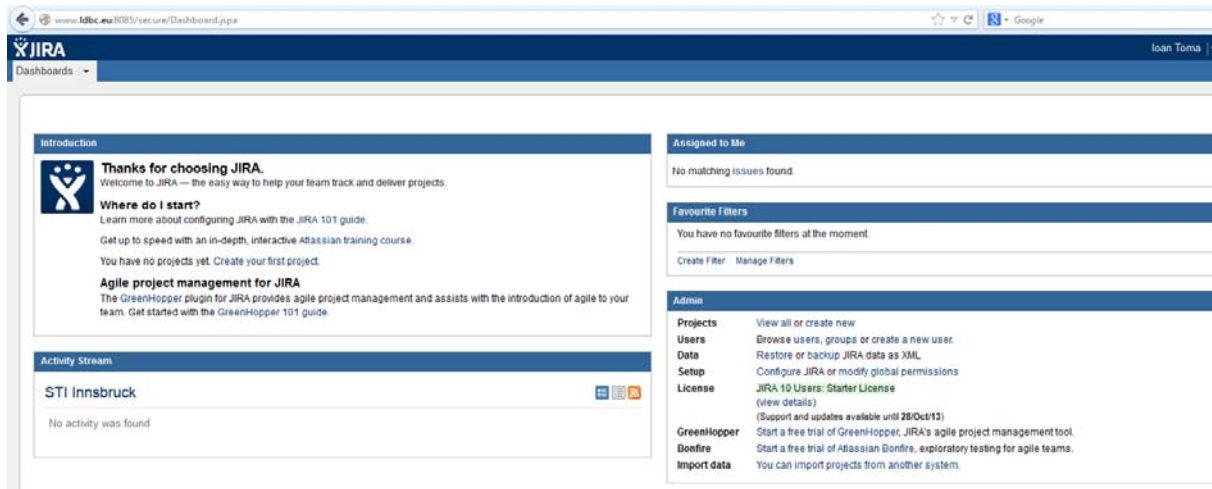 www.ldbc.eu:8085/secure/Dashboard.jspa
Google
JIRA
Ioan Toma
Dashboards
Introduction
Thanks for choosing JIRA.
Welcome to JIRA — the easy way to help your team track and deliver projects.
Where do I start?
Learn more about configuring JIRA with the JIRA 101 guide.
Get up to speed with an in-depth, interactive Atlassian training course.
You have no projects yet. Create your first project.
Agile project management for JIRA
The GreenHopper plugin for JIRA provides agile project management and assists with the introduction of agile to your
team. Get started with the GreenHopper 101 guide.
Activity Stream
STI Innsbruck
No activity was found
Assigned to Me
No matching issues found.
Favourite Filters
You have no favourite filters at the moment.
Create Filter Manage Filters
Admin
Projects View all or create new
Users Browse users, groups or create a new user.
Data Restore or backup JIRA data as XML
Setup Configure JIRA or modify global permissions
License JIRA 10 Users: Starter License
(view details)
(Support and updates available until 28/Oct/13)
GreenHopper Start a free trial of GreenHopper, JIRA's agile project management tool.
Bonfire Start a free trial of Atlassian Bonfire, exploratory testing for agile teams.
Import data You can import projects from another system.